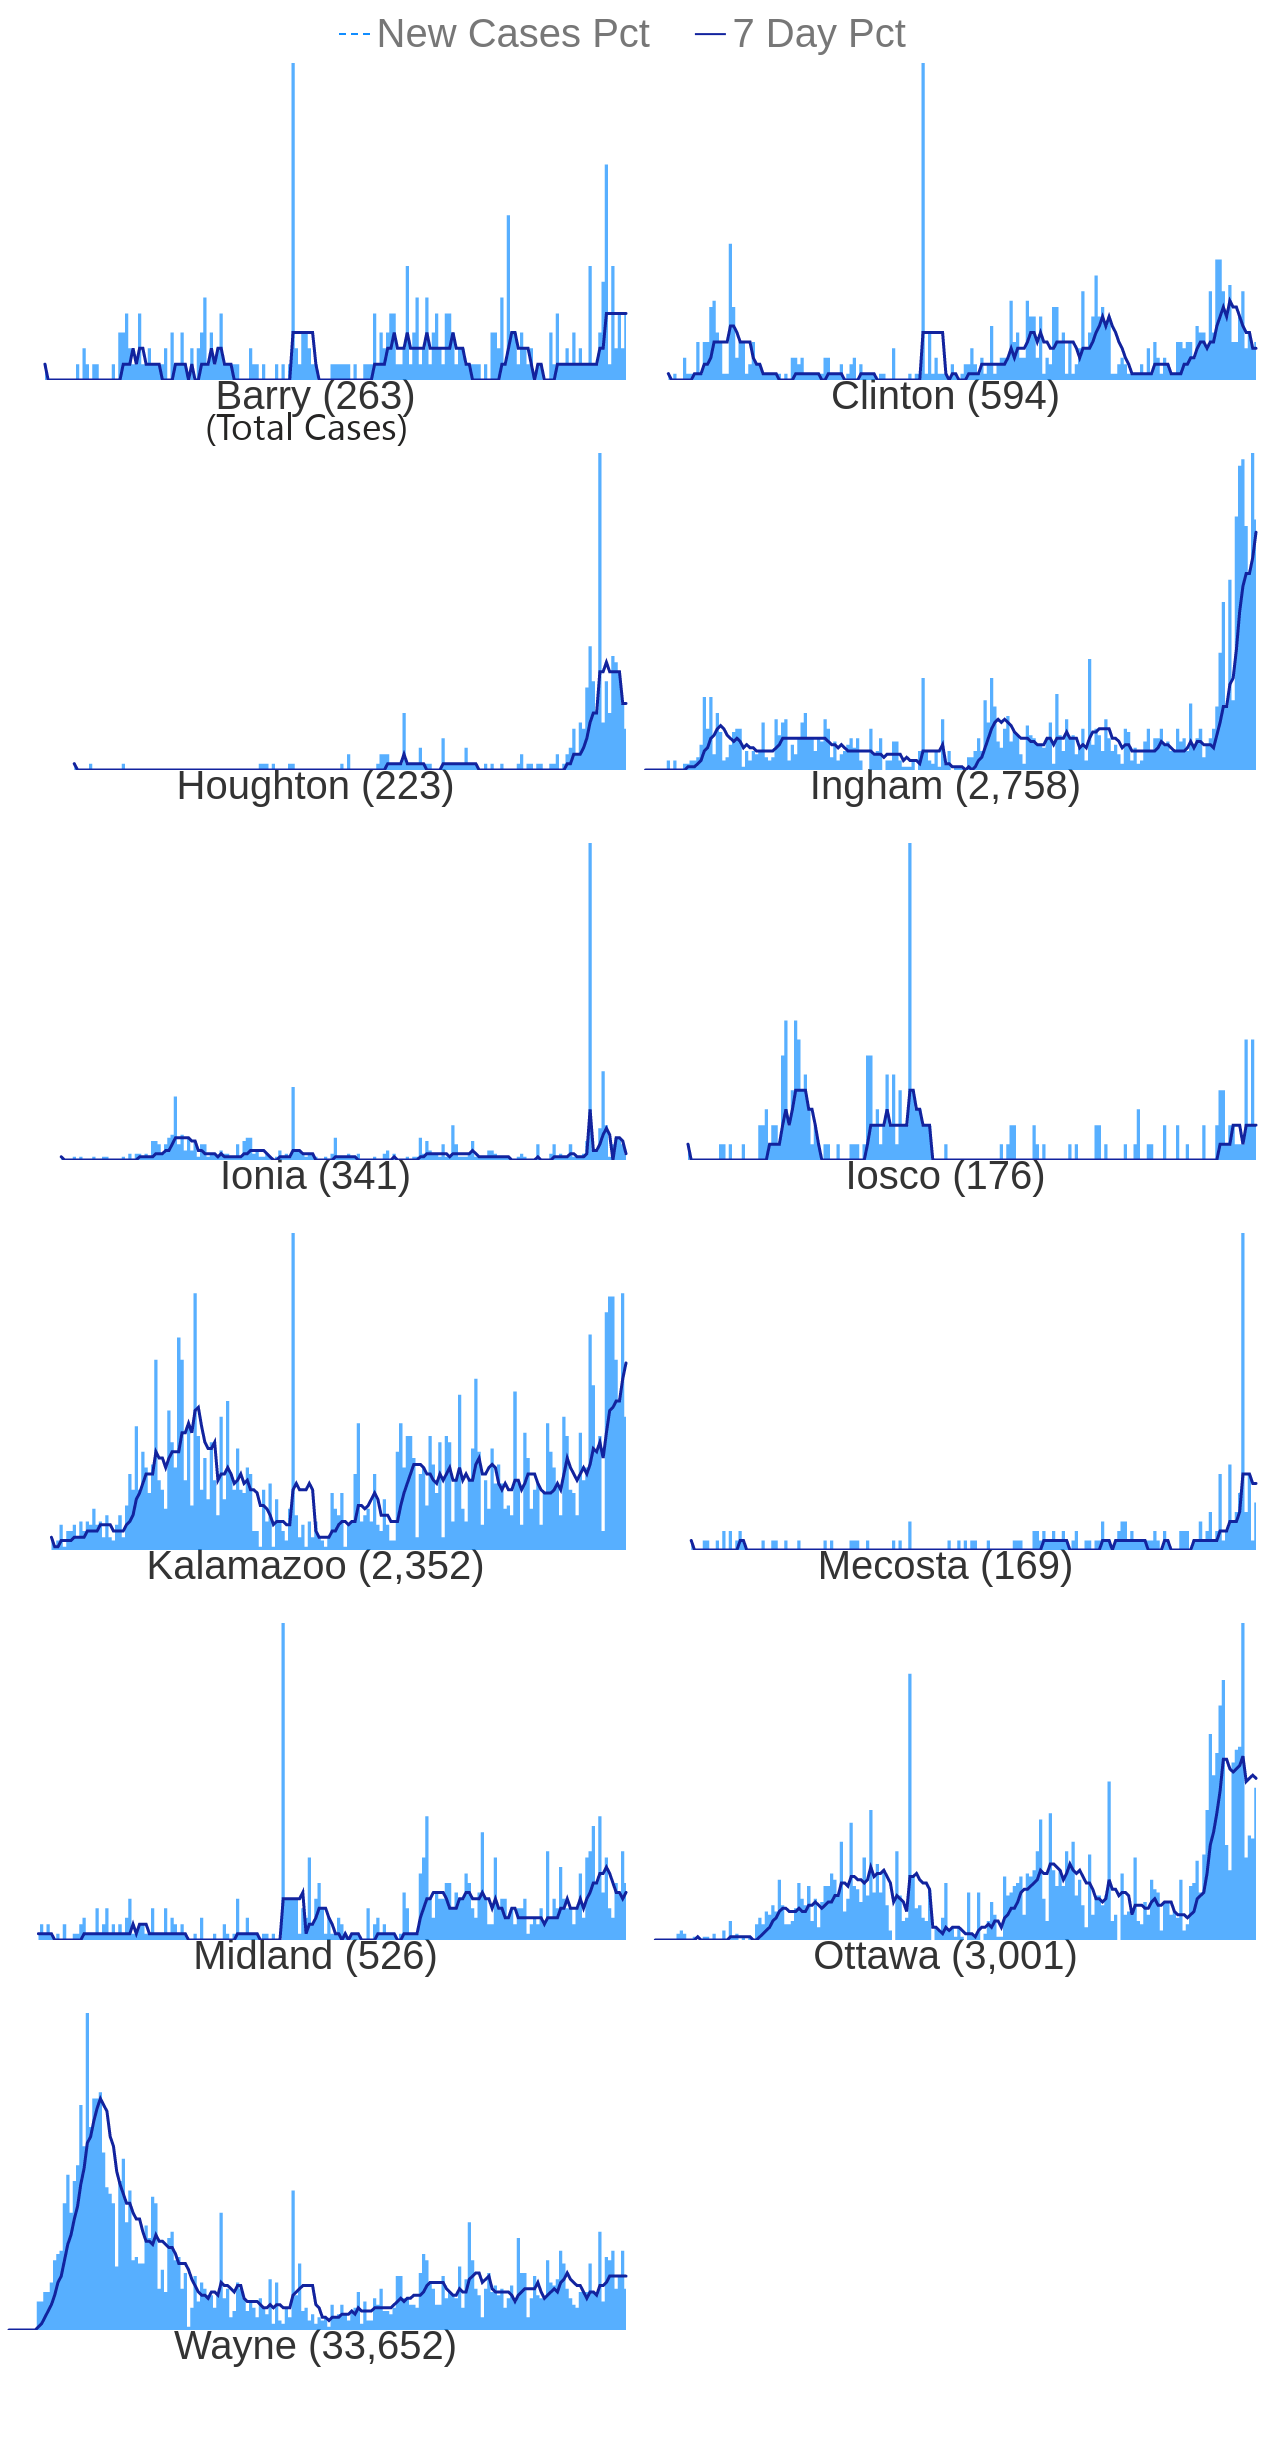 New Cases Pct 7 Day Pct
Barry (263) Clinton (594)
(Total Cases)
Houghton (223) Ingham (2,758)
Ionia (341) Iosco (176)
Kalamazoo (2,352) Mecosta (169)
Midland (526) Ottawa (3,001)
Wayne (33,652)